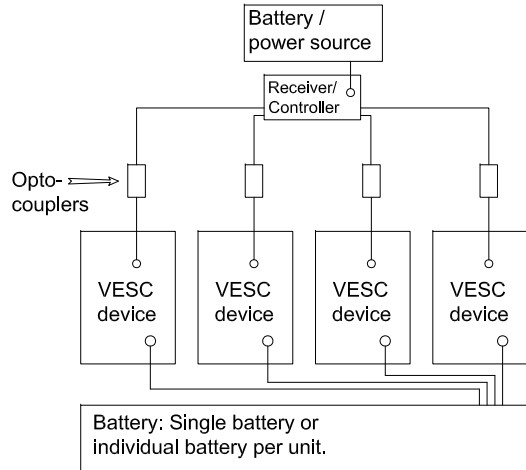 Battery /
power source
Receiver/
Controller
Opto-
couplers
VESC
device
VESC
device
VESC
device
VESC
device
Battery: Single battery or
individual battery per unit.